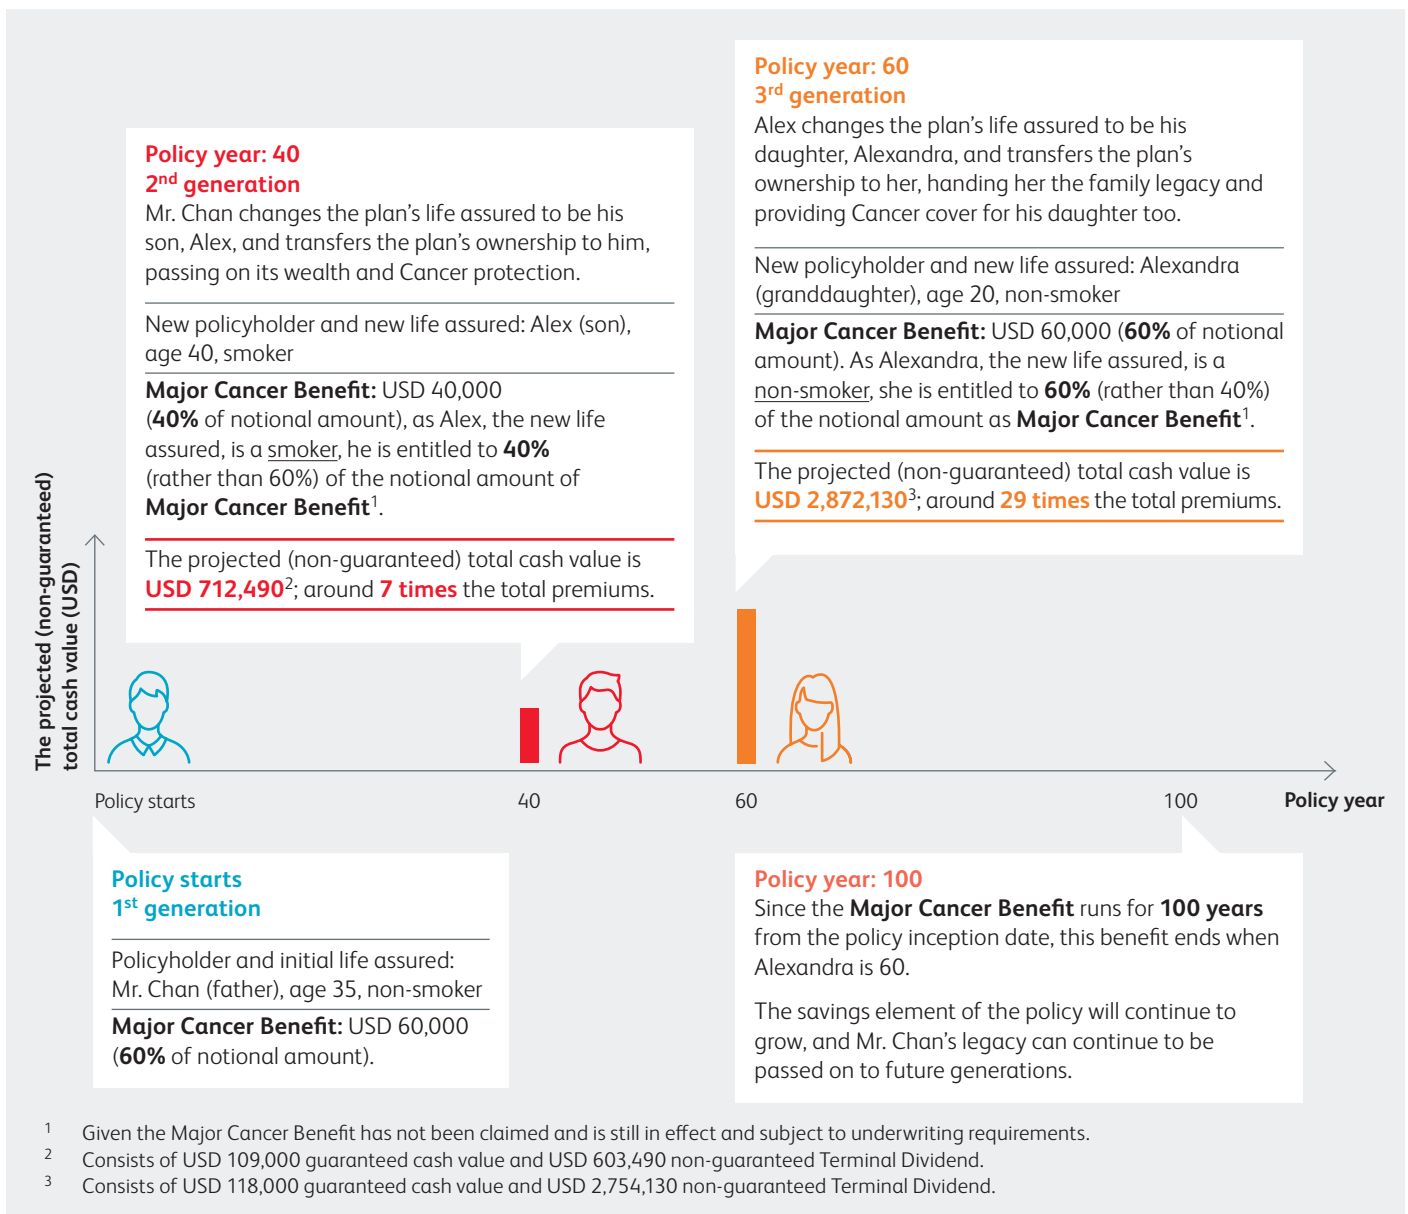 Policy year: 60
3rd generation
Alex changes the plan’s life assured to be his
daughter, Alexandra, and transfers the plan’s
ownership to her, handing her the family legacy and
providing Cancer cover for his daughter too.
New policyholder and new life assured: Alexandra
(granddaughter), age 20, non-smoker
Major Cancer Benefit: USD 60,000 (60% of notional
amount). As Alexandra, the new life assured, is a
non-smoker, she is entitled to 60% (rather than 40%)
of the notional amount as Major Cancer Benefit1.
The projected (non-guaranteed) total cash value is
USD 2,872,1303; around 29 times the total premiums.
Policy year: 40
2nd generation
Mr. Chan changes the plan’s life assured to be his
son, Alex, and transfers the plan’s ownership to him,
passing on its wealth and Cancer protection.
New policyholder and new life assured: Alex (son),
age 40, smoker
Major Cancer Benefit: USD 40,000
(40% of notional amount), as Alex, the new life
assured, is a smoker, he is entitled to 40%
(rather than 60%) of the notional amount of
Major Cancer Benefit1.
The projected (non-guaranteed) total cash value is
USD 712,4902; around 7 times the total premiums.
The projected (non-guaranteed)
total cash value (USD)
Policy starts
40
60
100
Policy year
Policy starts
1st generation
Policyholder and initial life assured:
Mr. Chan (father), age 35, non-smoker
Major Cancer Benefit: USD 60,000
(60% of notional amount).
Policy year: 100
Since the Major Cancer Benefit runs for 100 years
from the policy inception date, this benefit ends when
Alexandra is 60.
The savings element of the policy will continue to
grow, and Mr. Chan’s legacy can continue to be
passed on to future generations.
1 Given the Major Cancer Benefit has not been claimed and is still in effect and subject to underwriting requirements.
2 Consists of USD 109,000 guaranteed cash value and USD 603,490 non-guaranteed Terminal Dividend.
3 Consists of USD 118,000 guaranteed cash value and USD 2,754,130 non-guaranteed Terminal Dividend.